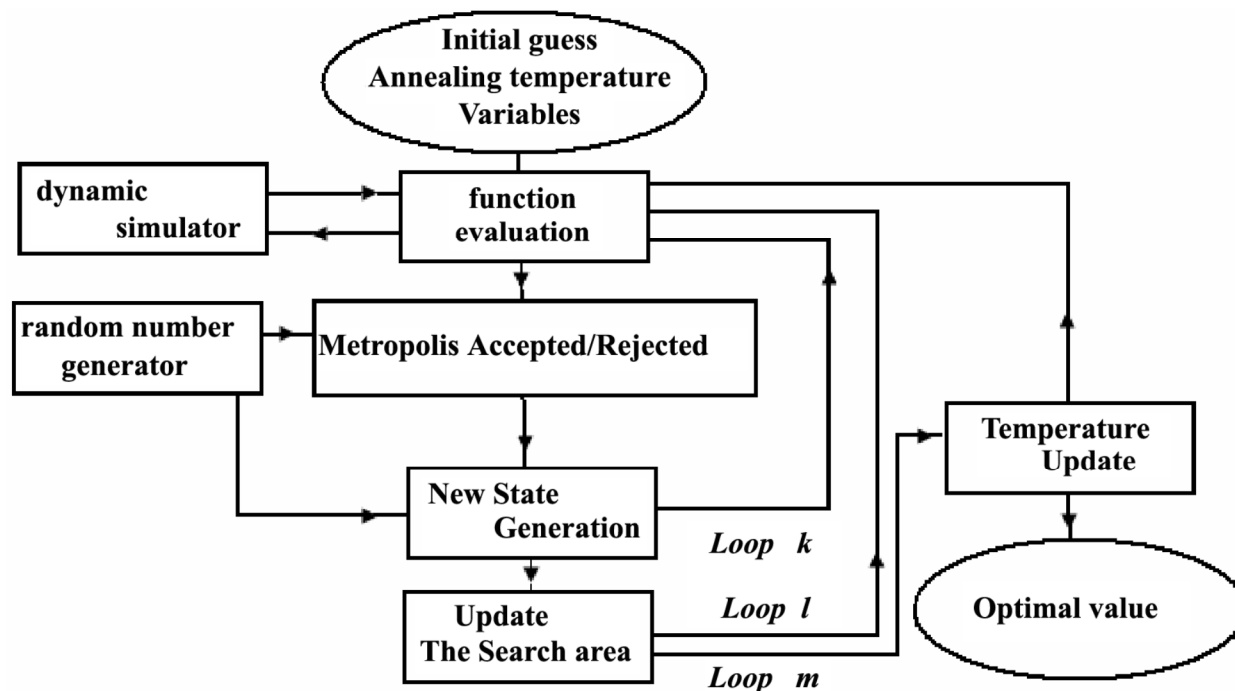 Initial guess
Annealing temperature
Variables
dynamic
simulator
function
evaluation
random number
generator
Metropolis Accepted/Rejected
Temperature
Update
New State
Generation
Loop k
Update
The Search area
Loop l
Optimal value
Loop m